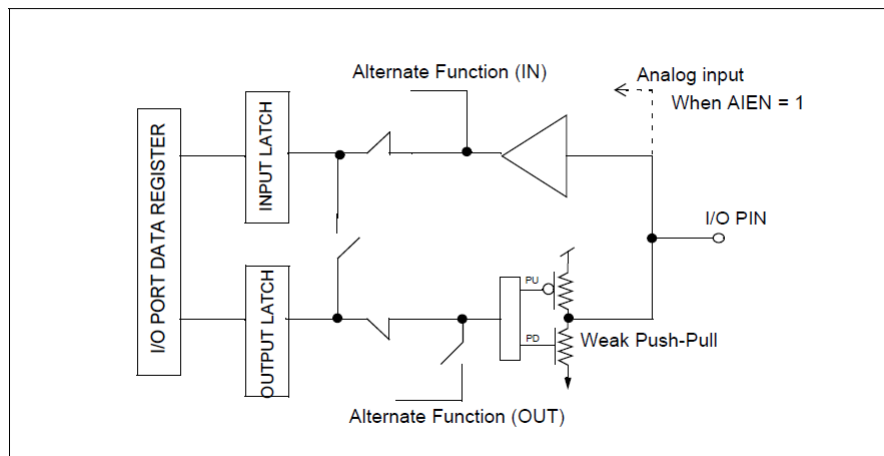 Alternate Function (IN)
Analog input
When AIEN = 1
I/O PORT DATA REGISTER
INPUT LATCH
I/O PIN
OUTPUT LATCH
PU
PD
Weak Push-Pull
Alternate Function (OUT)